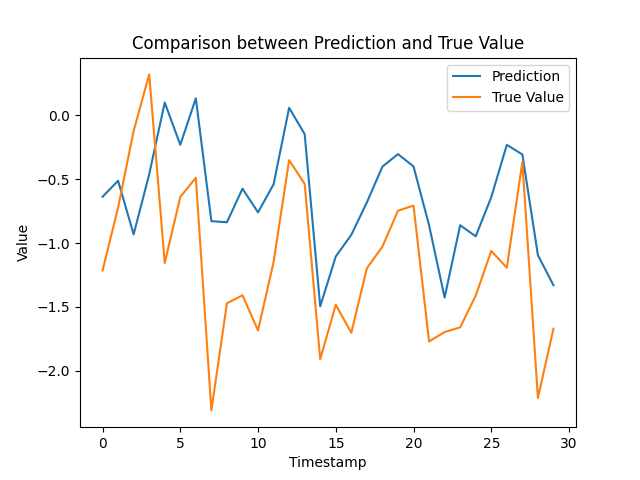 Comparison between Prediction and True Value
Prediction
True Value
0.0
−0.5
−1.0
−1.5
−2.0
Value
0 5 10 15 20 25 30
Timestamp